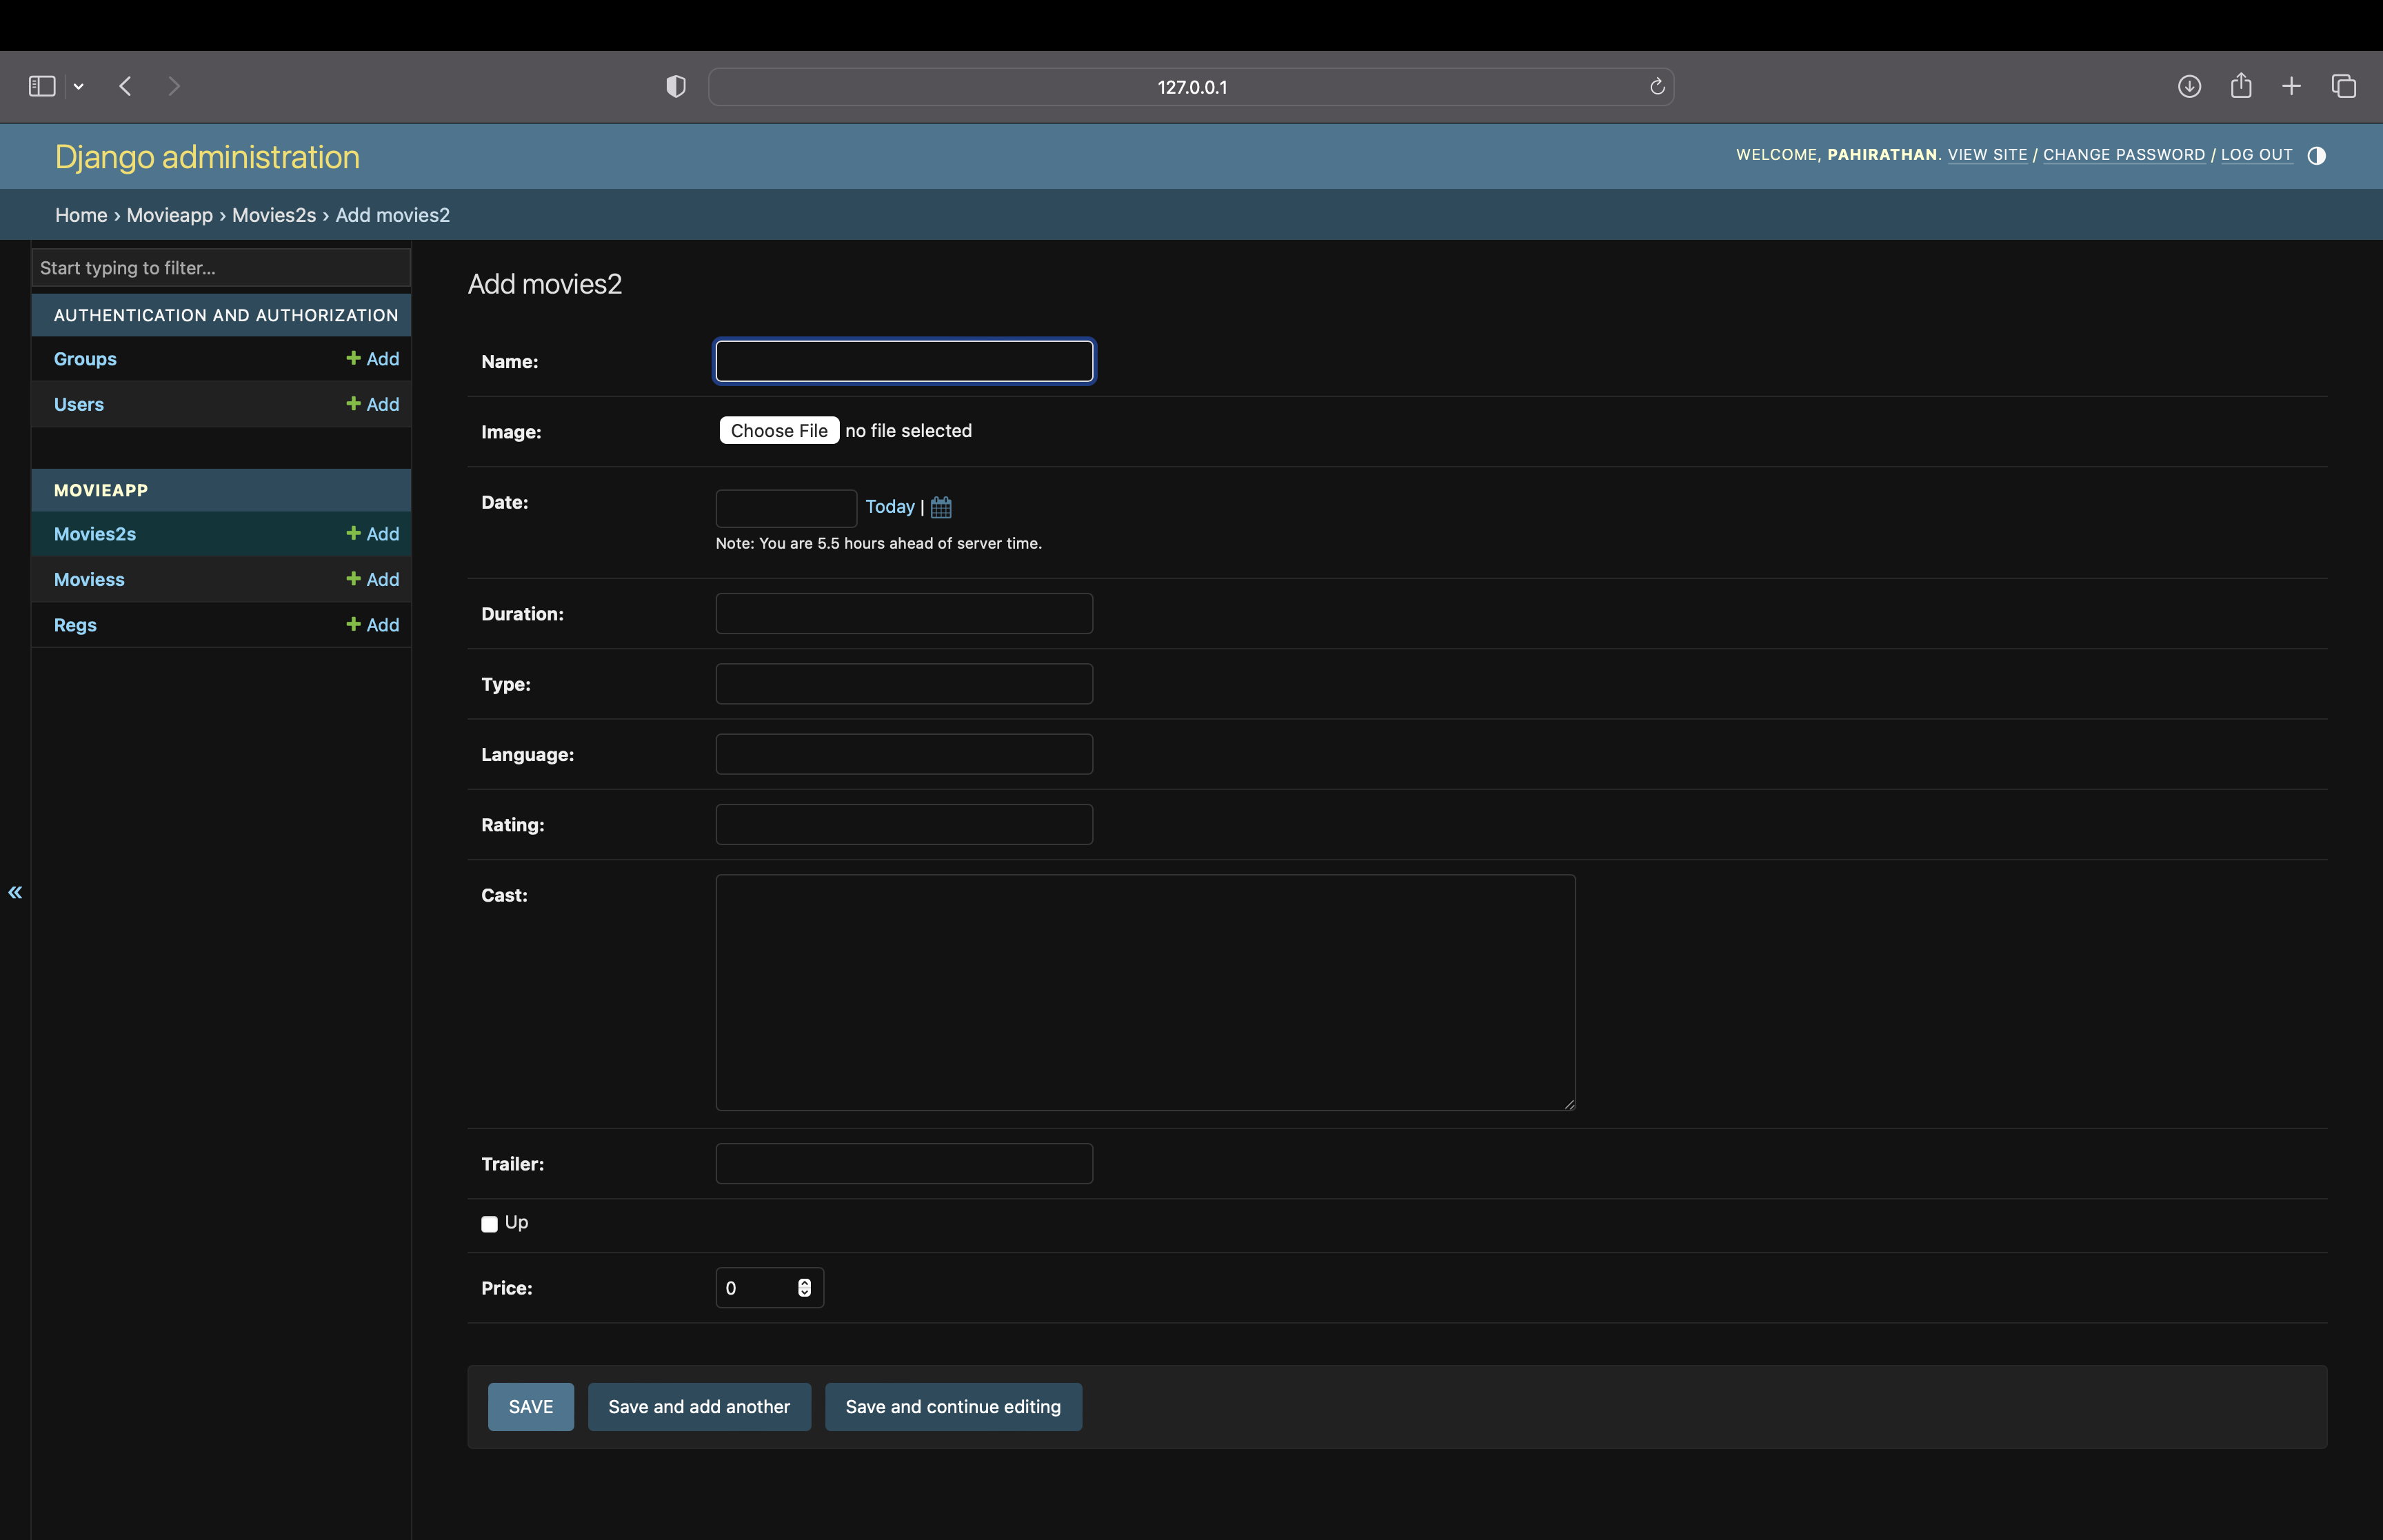 127.0.0.1
Django administration
WELCOME, PAHIRATHAN. VIEW SITE / CHANGE PASSWORD / LOG OUT
Home › Movieapp › Movies2s › Add movies2
Start typing to filter...
AUTHENTICATION AND AUTHORIZATION
Groups + Add
Users + Add
MOVIEAPP
Movies2s + Add
Moviess + Add
Regs + Add
«
Add movies2
Name:
Image: Choose File no file selected
Date: Today |
Note: You are 5.5 hours ahead of server time.
Duration:
Type:
Language:
Rating:
Cast:
Trailer:
Up
Price: 0
SAVE Save and add another Save and continue editing